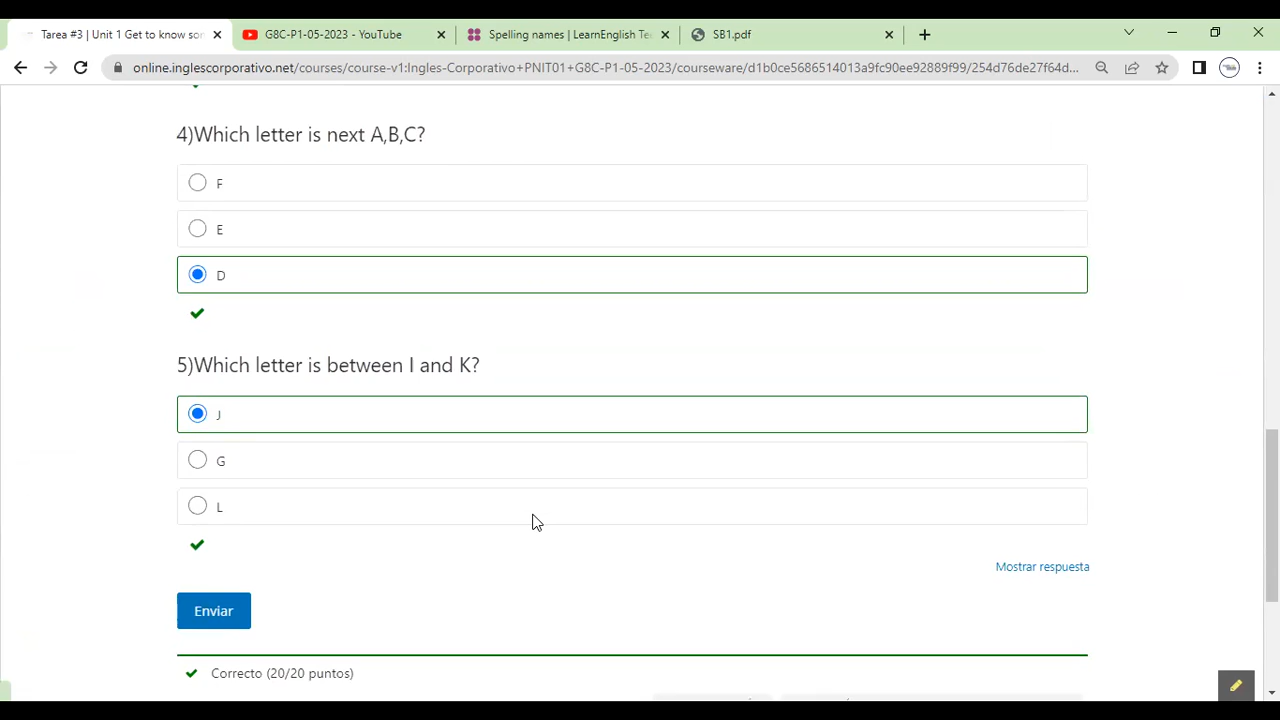 Tarea #3 | Unit 1 Get to know son
G8C-P1-05-2023 - YouTube
Spelling names | LearnEnglish Te
SB1.pdf
online.inglescorporativo.net/courses/course-v1:Ingles-Corporativo+PNIT01+G8C-P1-05-2023/courseware/d1b0ce5686514013a9fc90ee92889f99/254d76de27f64d...
4)Which letter is next A,B,C?
F
E
D
5)Which letter is between I and K?
J
G
L
Mostrar respuesta
Enviar
Correcto (20/20 puntos)